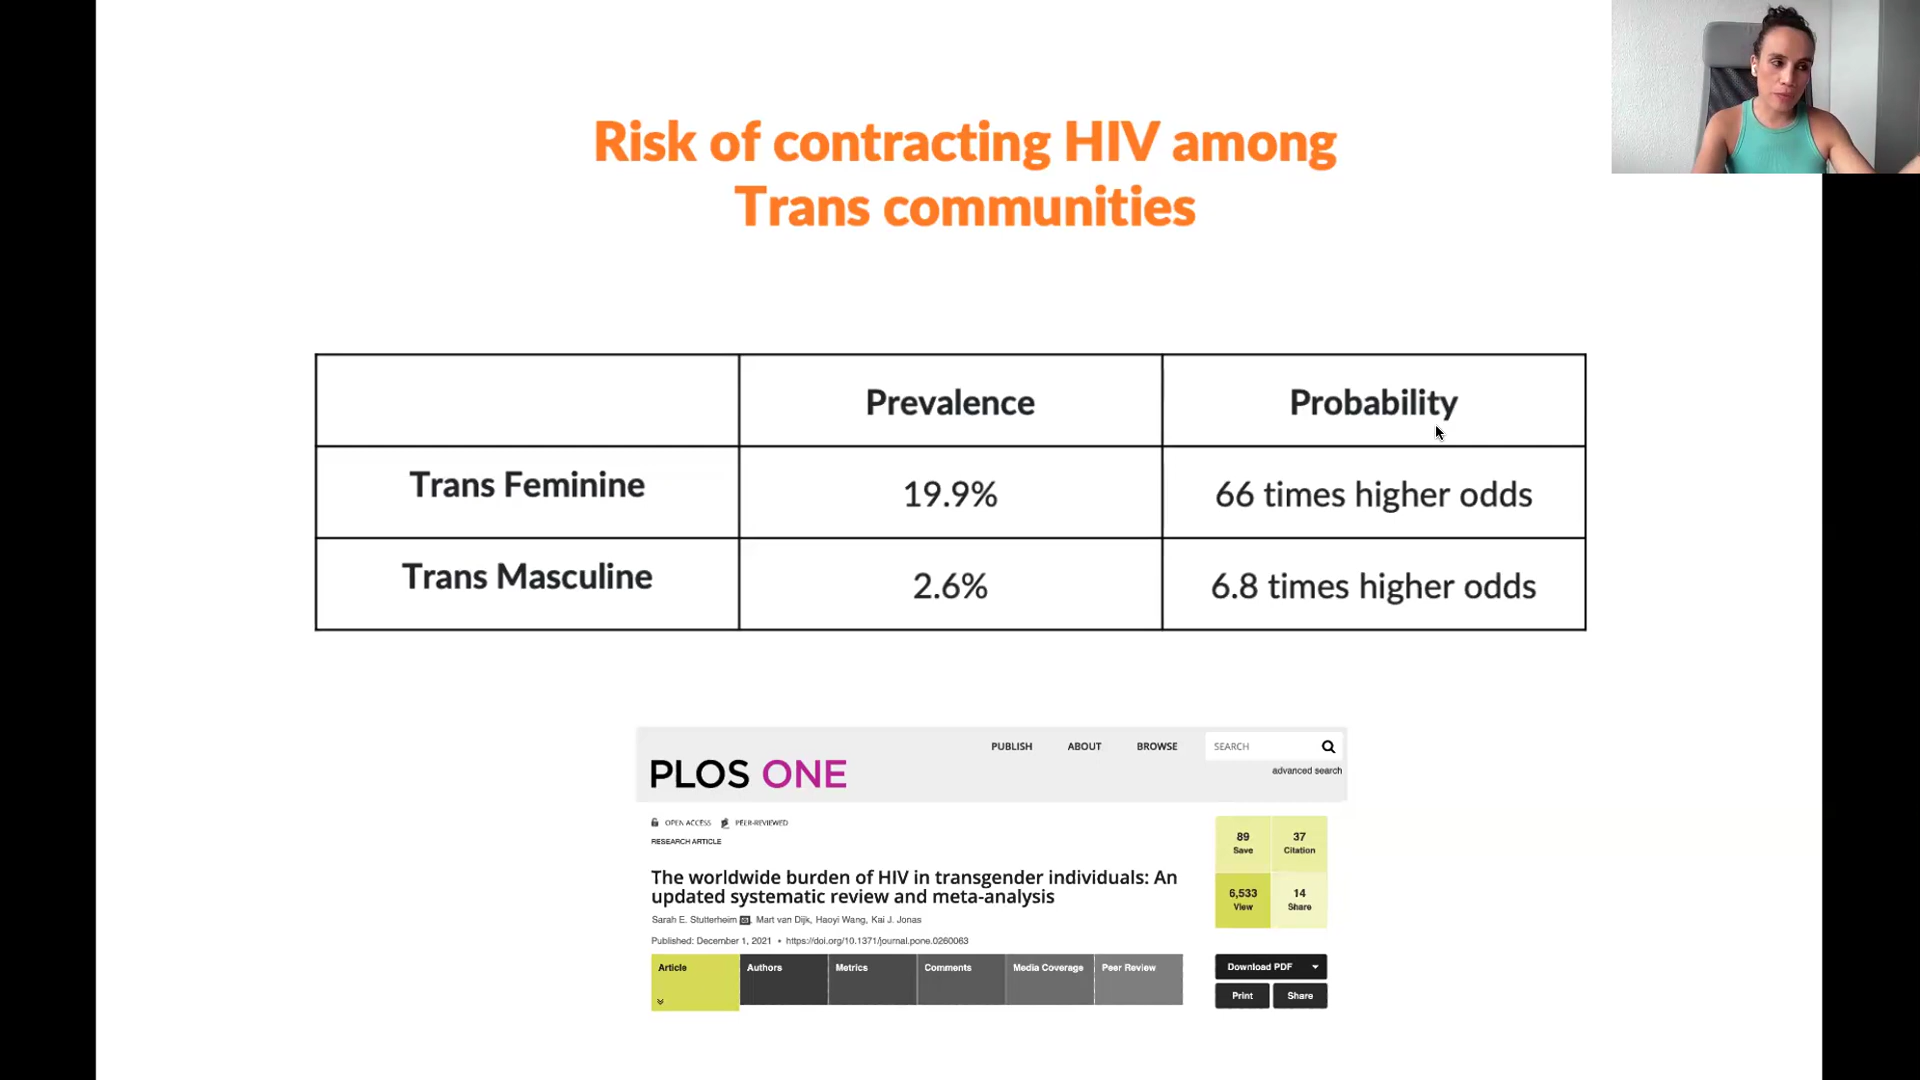 Risk of contracting HIV among
Trans communities
Prevalence Probability
Trans Feminine 19.9% 66 times higher odds
Trans Masculine 2.6% 6.8 times higher odds
PLOS ONE
PUBLISH ABOUT BROWSE SEARCH
advanced search
OPEN ACCESS PEER-REVIEWED
RESEARCH ARTICLE
The worldwide burden of HIV in transgender individuals: An
updated systematic review and meta-analysis
Sarah E. Stutterheim, Mart van Dijk, Haoyi Wang, Kai J. Jonas
Published: December 1, 2021 • https://doi.org/10.1371/journal.pone.0260063
89 37
Save Citation
6,533 14
View Share
Article Authors Metrics Comments Media Coverage Peer Review
Download PDF
Print Share